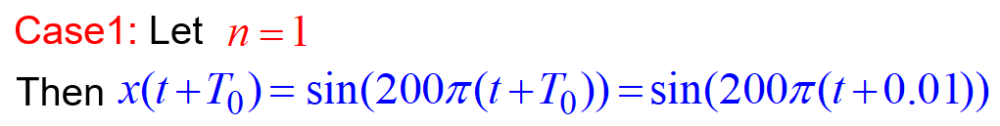 Case1: Let n = 1
Then x(t + T₀) = sin(200π(t + T₀)) = sin(200π(t + 0.01))